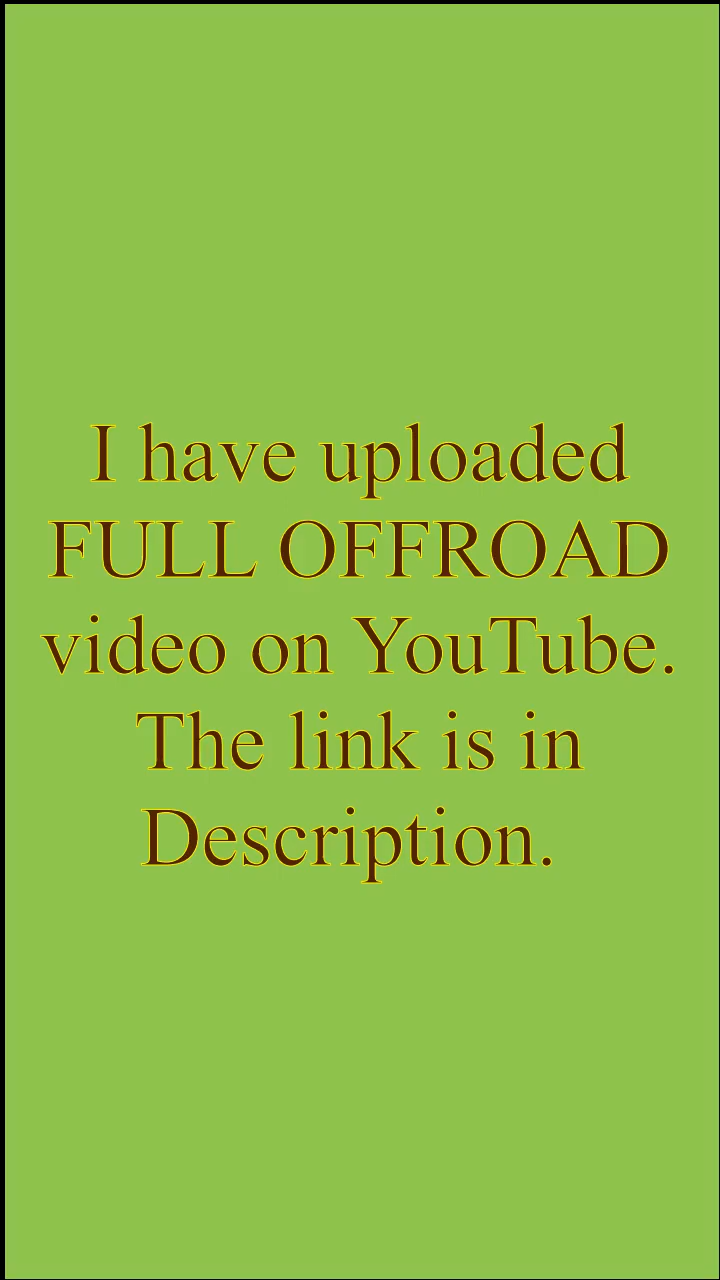 I have uploaded
FULL OFFROAD
video on YouTube.
The link is in
Description.